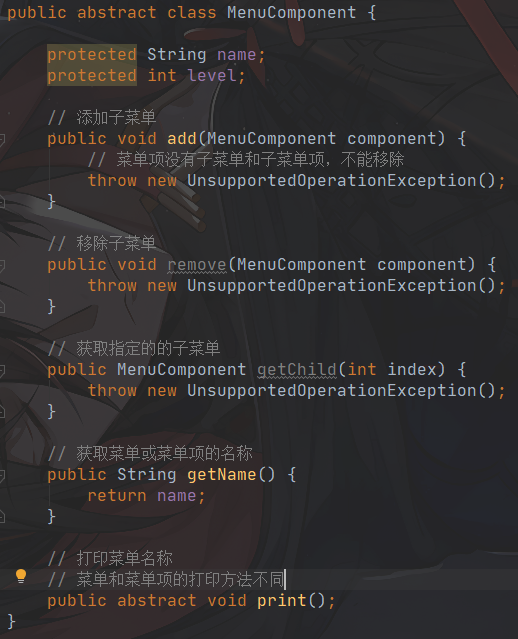 public abstract class MenuComponent {
protected String name;
protected int level;
// 添加子菜单
public void add(MenuComponent component) {
// 菜单项没有子菜单和子菜单项，不能移除
throw new UnsupportedOperationException();
}
// 移除子菜单
public void remove(MenuComponent component) {
throw new UnsupportedOperationException();
}
// 获取指定的的子菜单
public MenuComponent getChild(int index) {
throw new UnsupportedOperationException();
}
// 获取菜单或菜单项的名称
public String getName() {
return name;
}
// 打印菜单名称
// 菜单和菜单项的打印方法不同
public abstract void print();
}